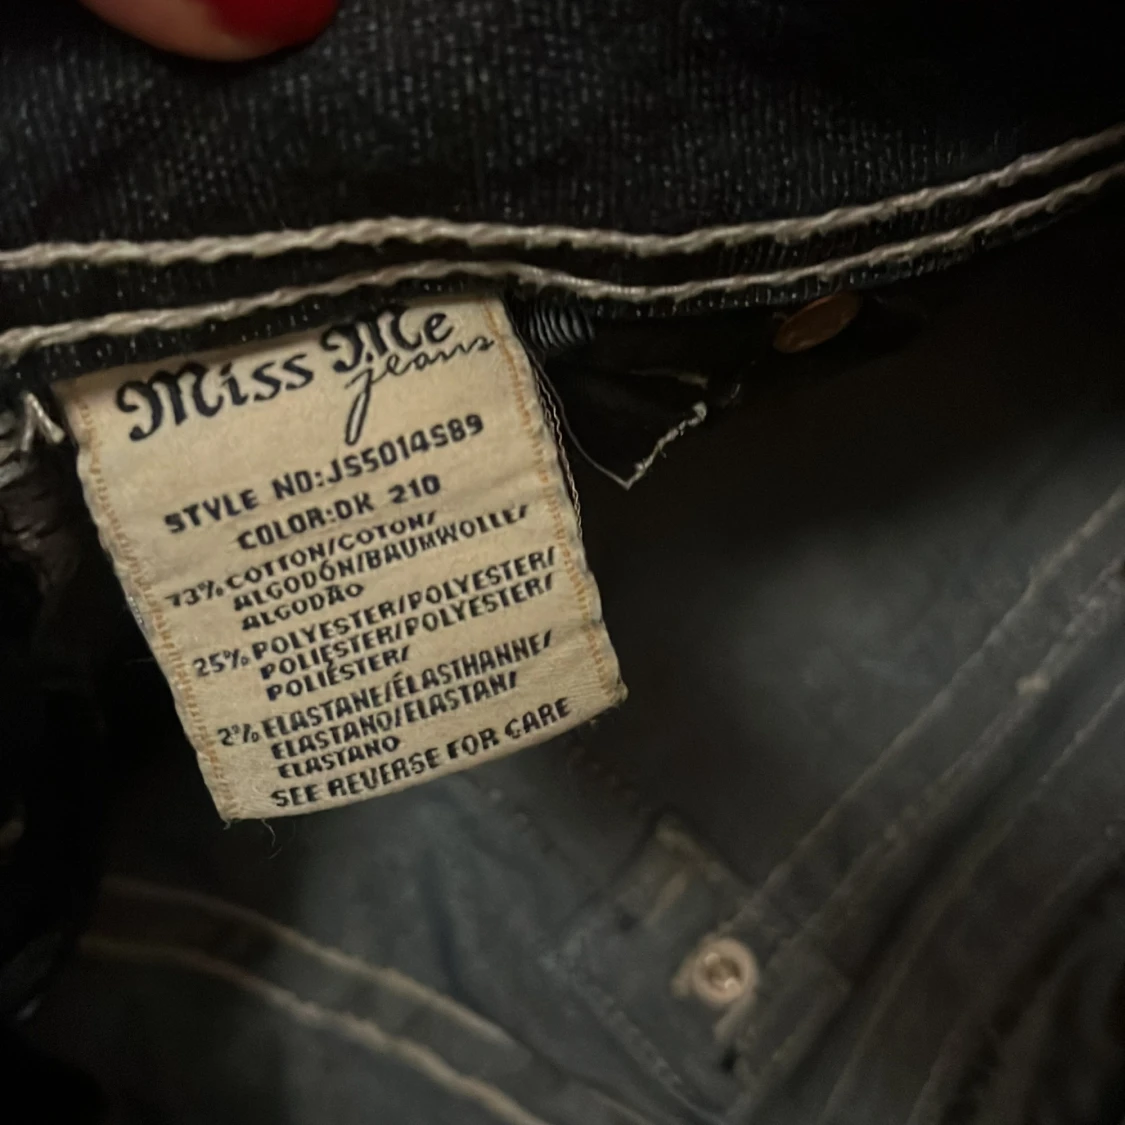 Miss Me
jeans
STYLE NO:JS5014S89
COLOR:DK 210
73% COTTON/COTON/
ALGODÓN/BAUMWOLLE/
ALGODÃO
25% POLYESTER/POLYESTER/
POLIÉSTER/POLYESTER/
POLIÉSTER/
2% ELASTANE/ÉLASTHANNE/
ELASTANO/ELASTAN/
ELASTANO
SEE REVERSE FOR CARE